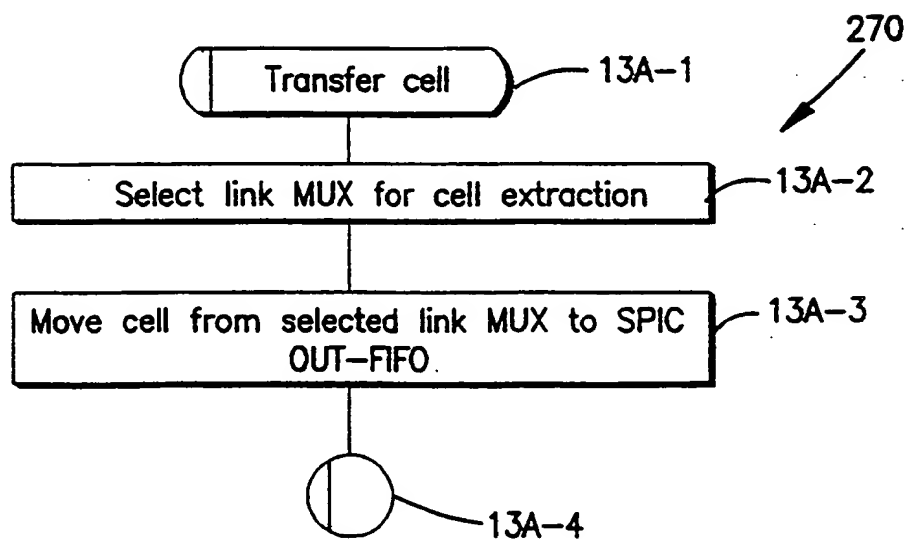 270
Transfer cell
13A-1
Select link MUX for cell extraction
13A-2
Move cell from selected link MUX to SPIC
OUT-FIFO
13A-3
13A-4